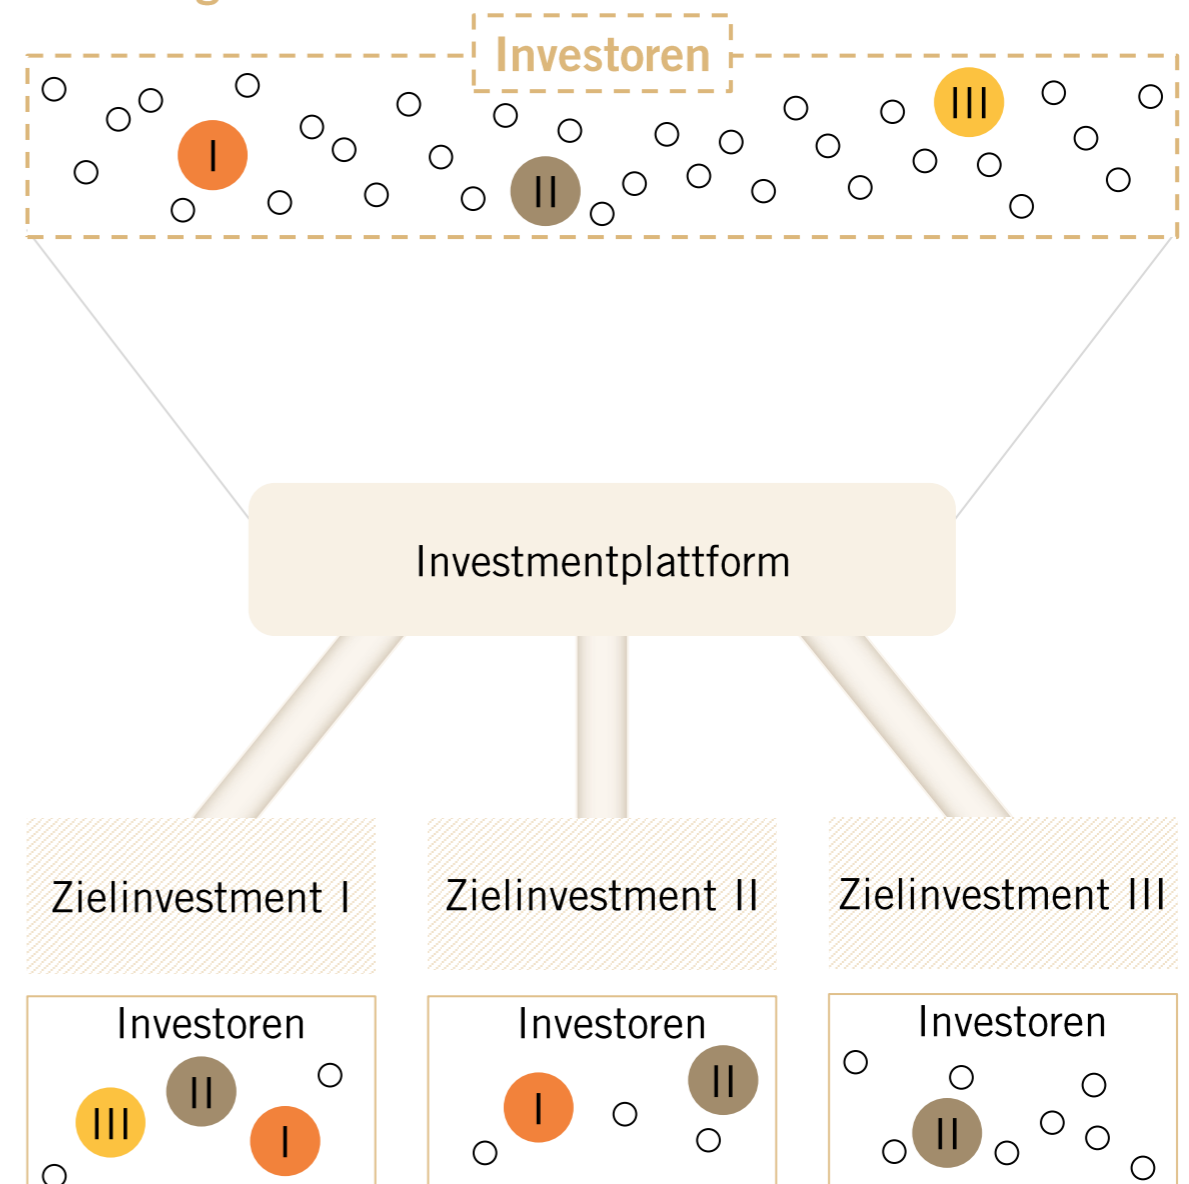 Investoren
III
I
II
Investmentplattform
Zielinvestment I
Zielinvestment II
Zielinvestment III
Investoren
III
II
I
Investoren
I
II
Investoren
II